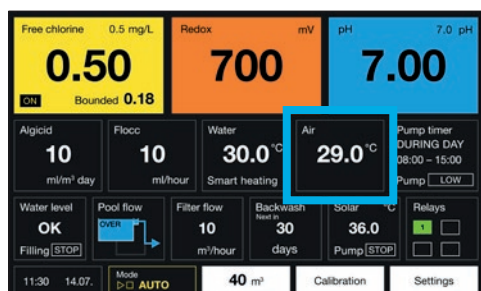 Free chlorine 0.5 mg/L
0.50
ON Bounded 0.18
Redox mV
700
pH 7.0 pH
7.00
Algicid
10
ml/m³ day
Flocc
10
ml/hour
Water
30.0 °C
Smart heating
Air
29.0 °C
Pump timer
DURING DAY
08:00 – 15:00
Pump LOW
Water level
OK
Filling STOP
Pool flow
OVER
Filter flow
10
m³/hour
Backwash
Next in
30
days
Solar °C
36.0
Pump STOP
Relays
1
11:30 14.07.
Mode
AUTO
40 m³
Calibration
Settings